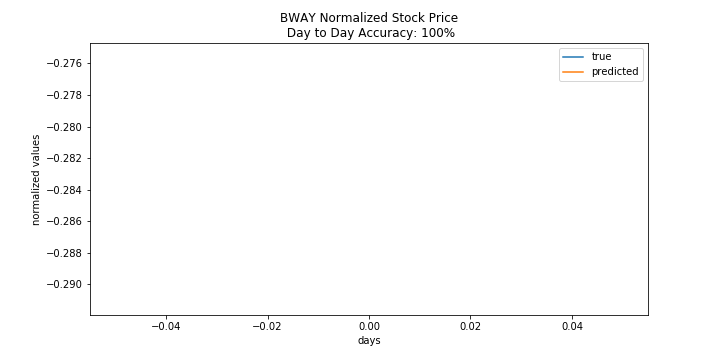 BWAY Normalized Stock Price
Day to Day Accuracy: 100%
true
predicted
−0.276
−0.278
−0.280
−0.282
−0.284
−0.286
−0.288
−0.290
normalized values
−0.04
−0.02
0.00
0.02
0.04
days